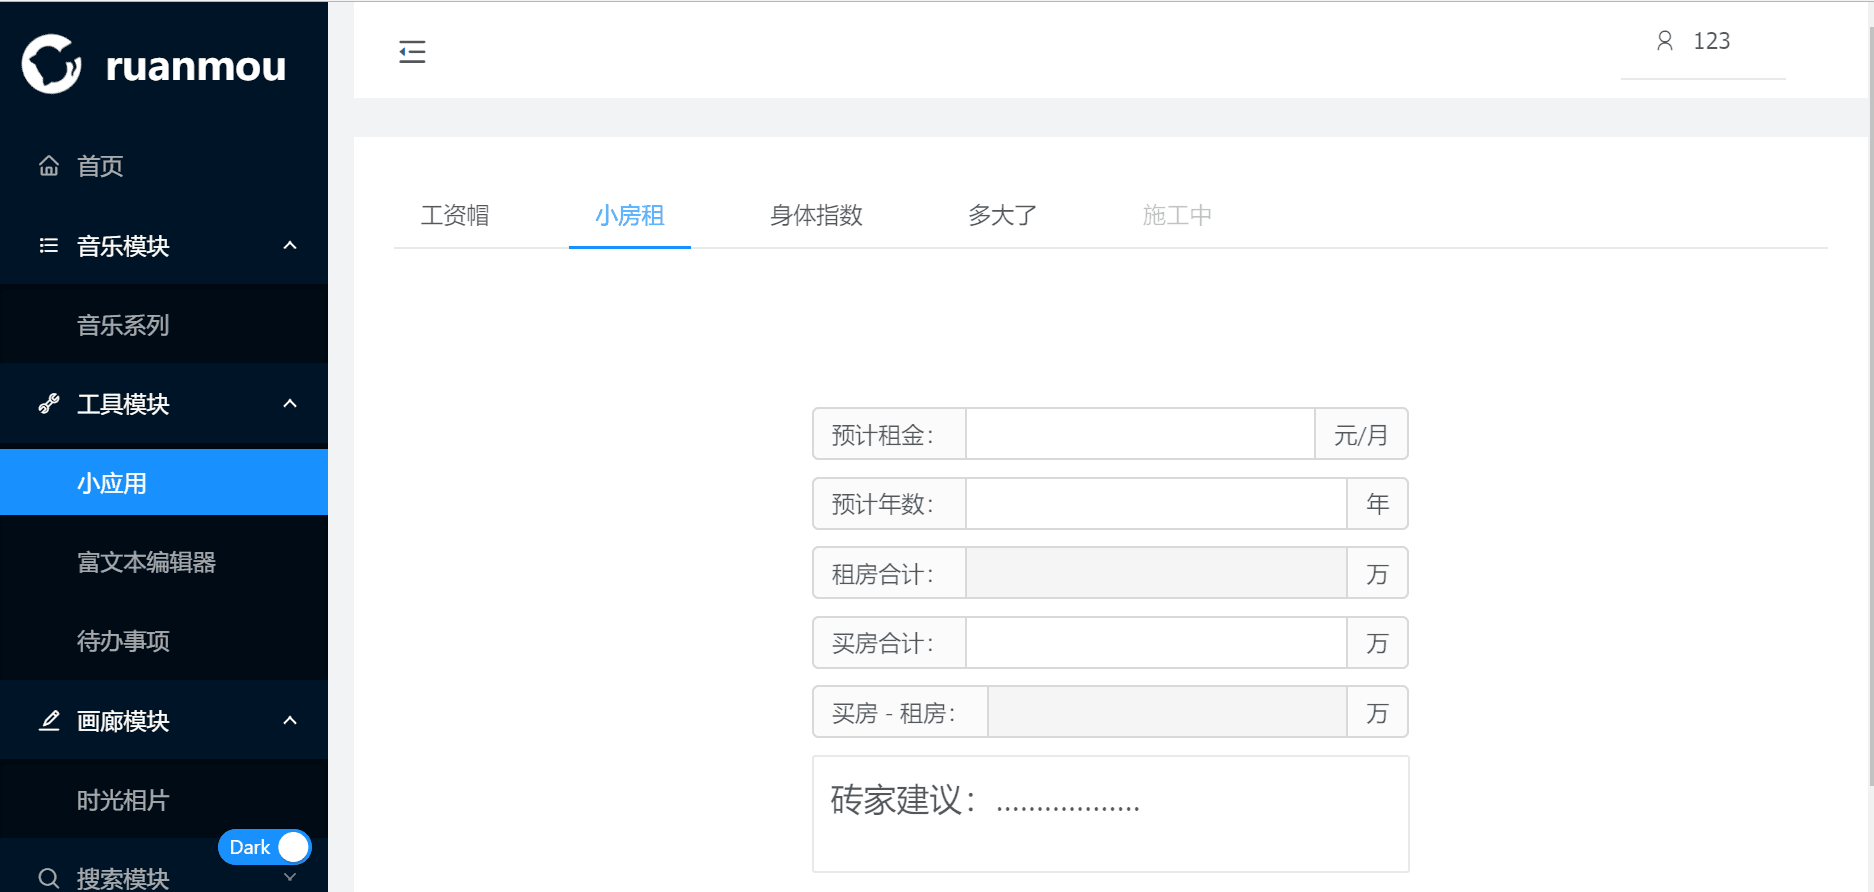 ruanmou
首页
音乐模块
音乐系列
工具模块
小应用
富文本编辑器
待办事项
画廊模块
时光相片
Dark
搜索模块
123
工资帽 小房租 身体指数 多大了 施工中
预计租金： 元/月
预计年数： 年
租房合计： 万
买房合计： 万
买房 - 租房： 万
砖家建议：..................